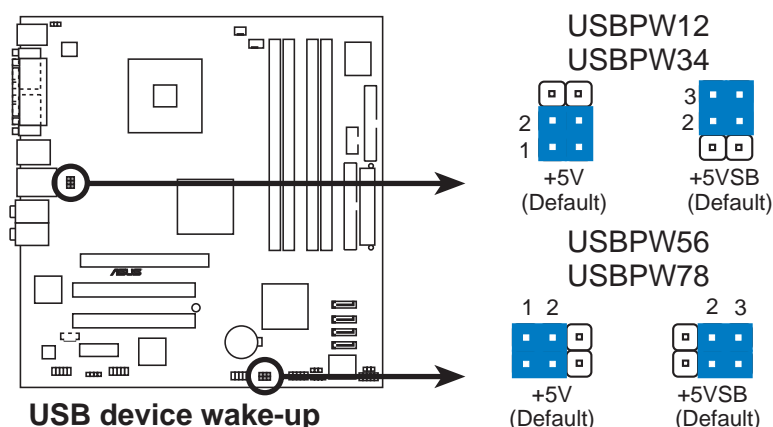 USBPW12
USBPW34
3
2
2
1
+5V
(Default)
+5VSB
(Default)
USBPW56
USBPW78
1 2
2 3
+5V
(Default)
+5VSB
(Default)
ASUS
USB device wake-up